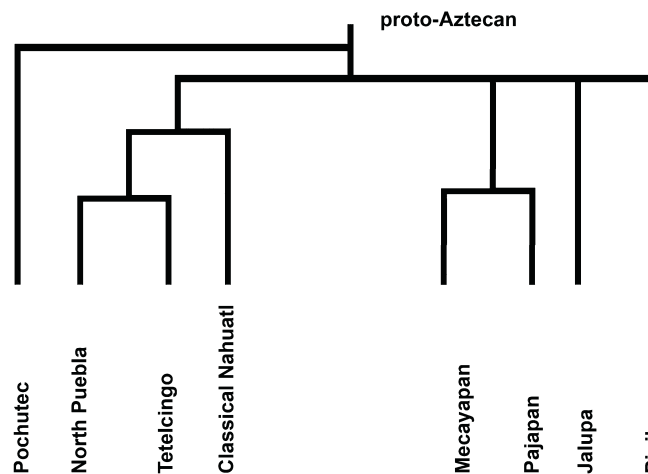 proto-Aztecan
Pochutec
North Puebla
Tetelcingo
Classical Nahuatl
Mecayapan
Pajapan
Jalupa